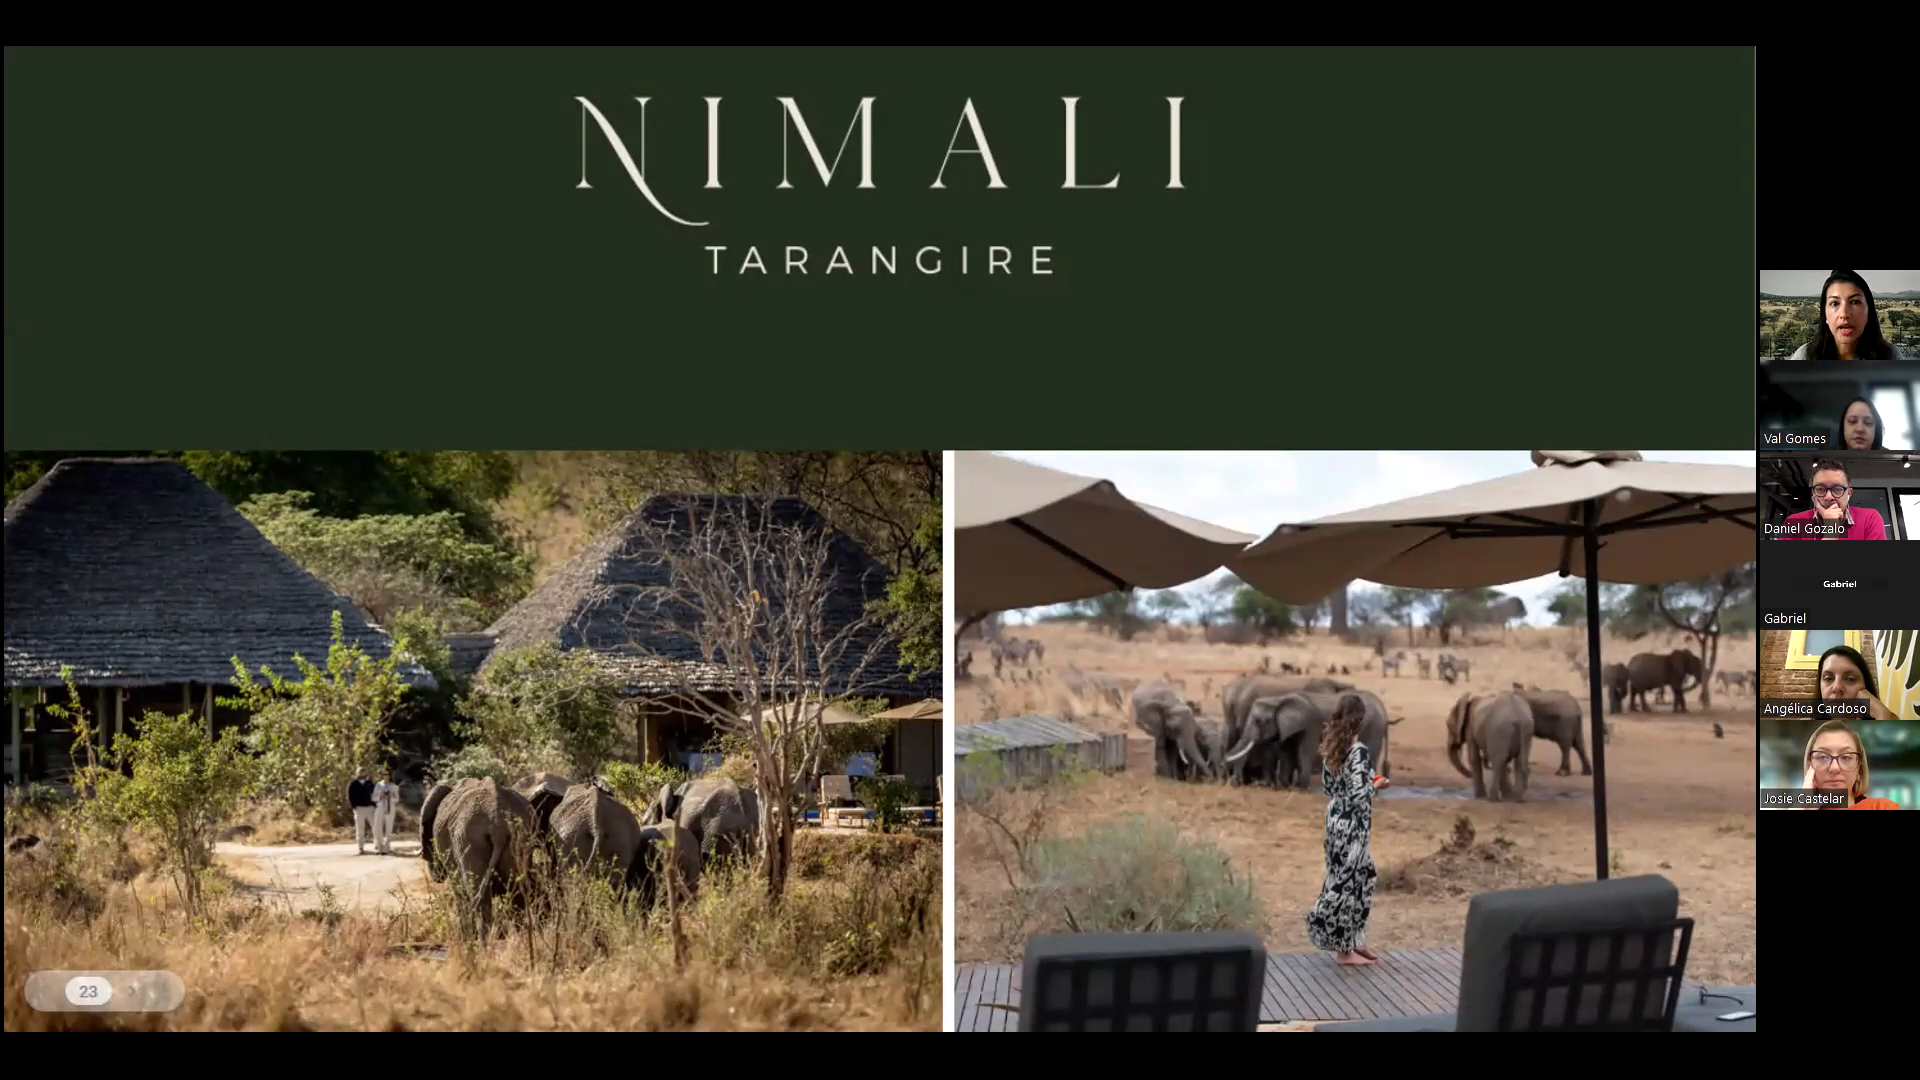 NIMALI
TARANGIRE
23
Val Gomes
Daniel Gozalo
Gabriel
Gabriel
Angélica Cardoso
Josie Castelar